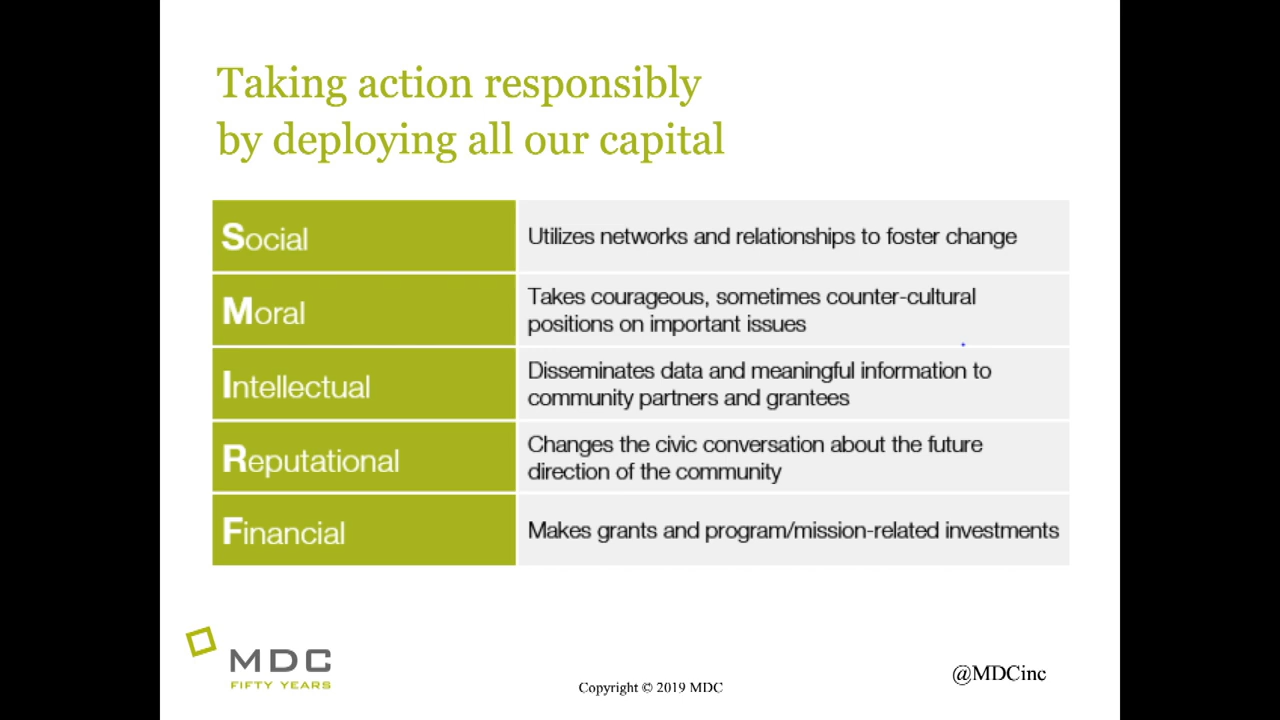 Taking action responsibly
by deploying all our capital
Social
Utilizes networks and relationships to foster change
Moral
Takes courageous, sometimes counter-cultural
positions on important issues
Intellectual
Disseminates data and meaningful information to
community partners and grantees
Reputational
Changes the civic conversation about the future
direction of the community
Financial
Makes grants and program/mission-related investments
MDC
FIFTY YEARS
Copyright © 2019 MDC
@MDCinc